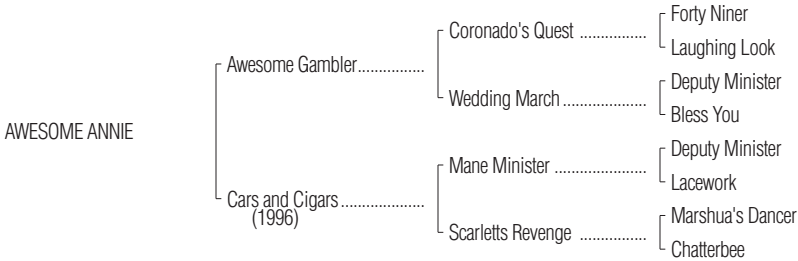 Forty Niner
Coronado's Quest ................
Laughing Look
Awesome Gambler................
Deputy Minister
Wedding March.....................
Bless You
AWESOME ANNIE
Deputy Minister
Mane Minister ......................
Lacework
Cars and Cigars....................
(1996)
Marshua's Dancer
Scarletts Revenge ................
Chatterbee